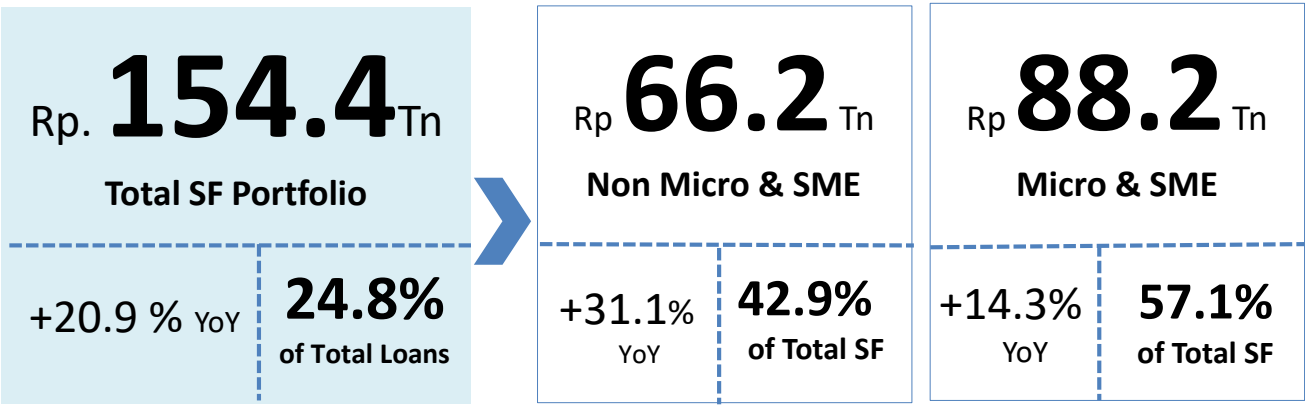 Rp. 154.4 Tn
Total SF Portfolio
+20.9 % YoY
24.8%
of Total Loans
Rp 66.2 Tn
Non Micro & SME
+31.1%
YoY
42.9%
of Total SF
Rp 88.2 Tn
Micro & SME
+14.3%
YoY
57.1%
of Total SF